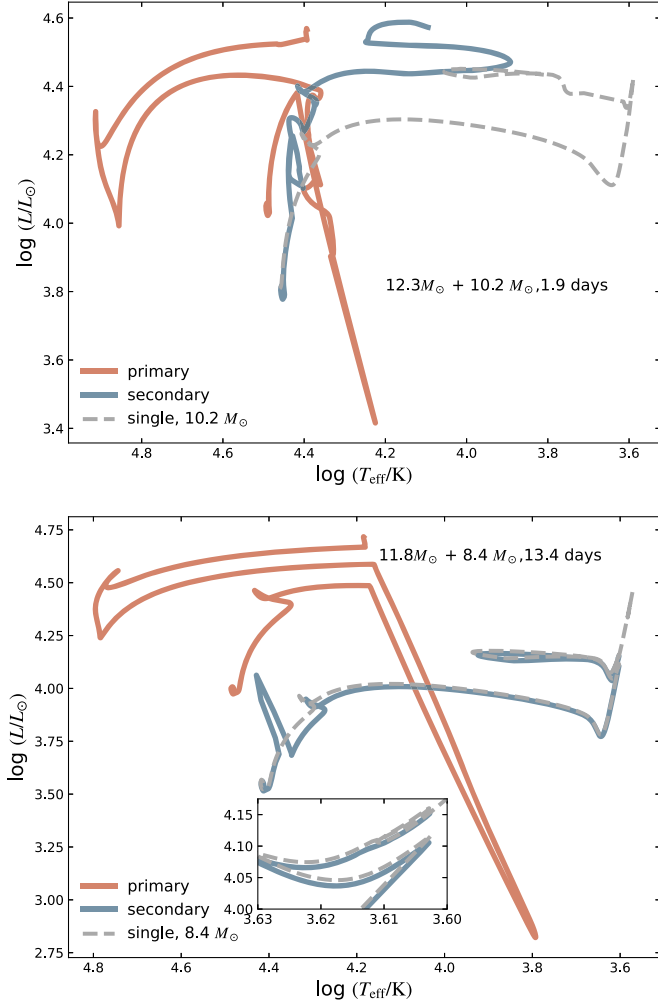 4.6
4.4
4.2
4.0
3.8
3.6
3.4
log (L/L⊙)
12.3M⊙ + 10.2 M⊙,1.9 days
primary
secondary
single, 10.2 M⊙
4.8 4.6 4.4 4.2 4.0 3.8 3.6
log (Teff/K)
4.75
4.50
4.25
4.00
3.75
3.50
3.25
3.00
2.75
log (L/L⊙)
11.8M⊙ + 8.4 M⊙,13.4 days
4.15
4.10
4.05
4.00
3.63 3.62 3.61 3.60
primary
secondary
single, 8.4 M⊙
4.8 4.6 4.4 4.2 4.0 3.8 3.6
log (Teff/K)